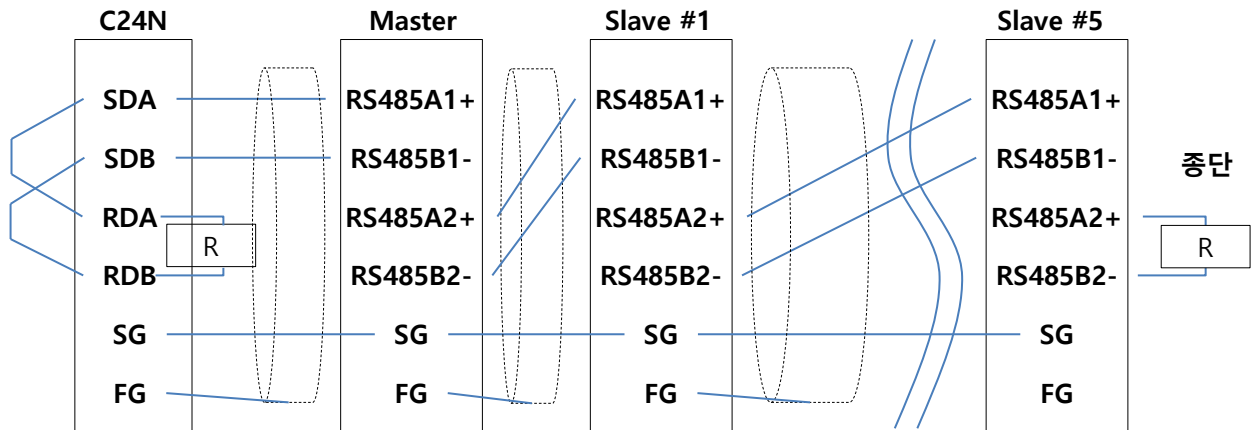 C24N
Master
Slave #1
Slave #5
SDA
RS485A1+
RS485A1+
RS485A1+
SDB
RS485B1-
RS485B1-
RS485B1-
종단
RDA
RS485A2+
RS485A2+
RS485A2+
R
R
RDB
RS485B2-
RS485B2-
RS485B2-
SG
SG
SG
SG
FG
FG
FG
FG